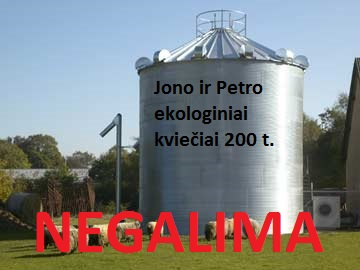 Jono ir Petro
ekologiniai
kviečiai 200 t.
NEGALIMA